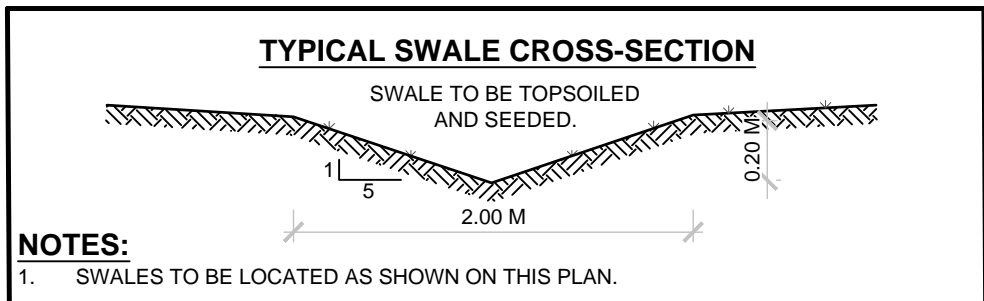 TYPICAL SWALE CROSS-SECTION
SWALE TO BE TOPSOILED
AND SEEDED.
1
5
0.20 M
2.00 M
NOTES:
1. SWALES TO BE LOCATED AS SHOWN ON THIS PLAN.